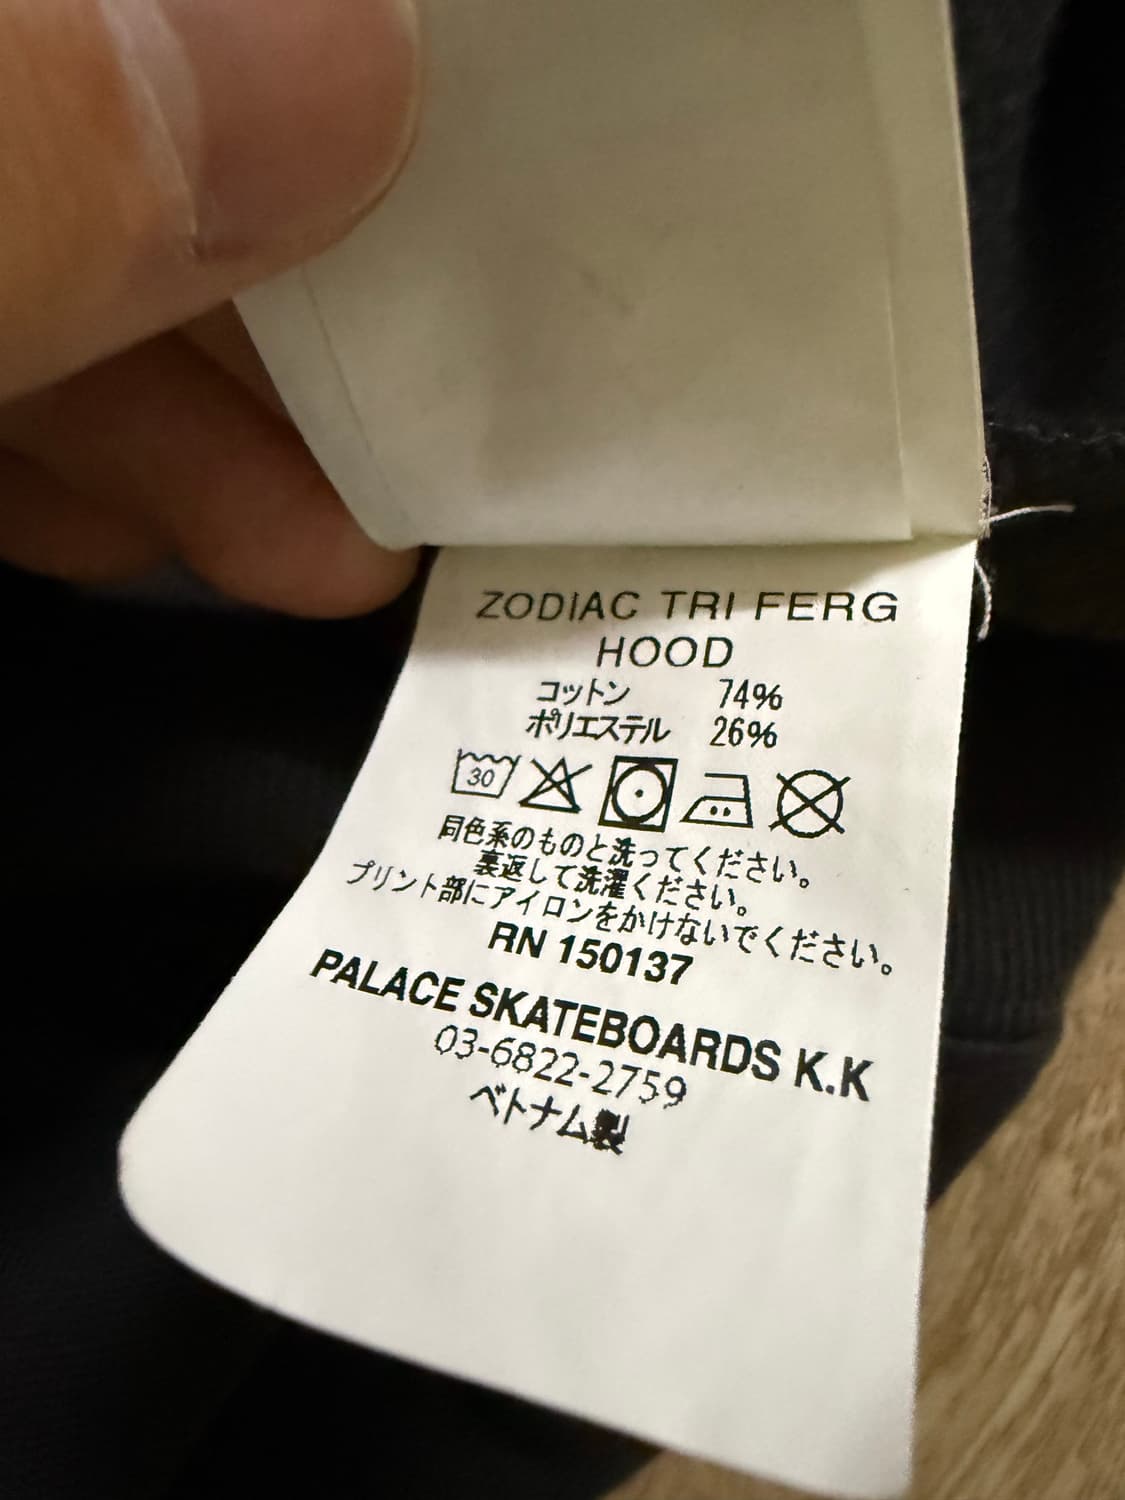 ZODIAC TRI FERG
HOOD
コットン 74%
ポリエステル 26%
30
同色系のものと洗ってください。
裏返して洗濯ください。
プリント部にアイロンをかけないでください。
RN 150137
PALACE SKATEBOARDS K.K
03-6822-2759
ベトナム製